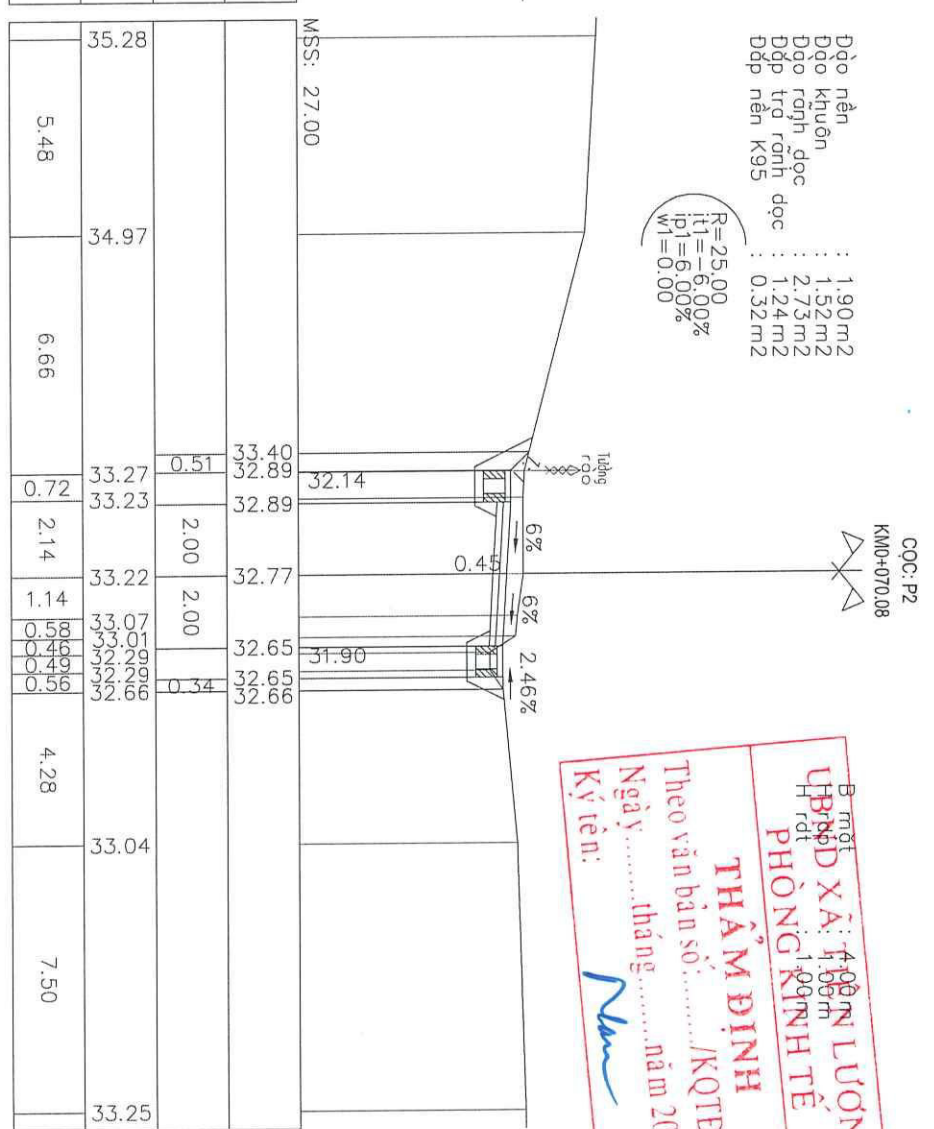 CỌC: P2
KM0+070.08
Đào nền : 1.90m2
Đào khuôn : 1.52m2
Đào rãnh dọc : 2.73m2
Đắp trả rãnh dọc : 1.24m2
Đắp nền K95 : 0.32m2
B mặt : 4.00m
H rdp : 1.00m
H rdt : 1.00m
R=25.00
it1=-6.00%
ip1=6.00%
w1=0.00
UBND XÃ TIÊN LƯƠN
PHÒNG KINH TẾ
THẨM ĐỊNH
Theo văn bản số:........./KQTĐ
Ngày.........tháng.........năm 20
Ký tên:
Tường
rào
6% 6% 2.46%
0.45
MSS: 27.00
32.14 31.90
33.40 32.89 32.89 32.77 32.65 32.65 32.66
0.51 2.00 2.00 0.34
35.28 34.97 33.27 33.23 33.22 33.07 33.01 32.29 32.29 32.66 33.04 33.25
5.48 6.66 0.72 2.14 1.14 0.58 0.46 0.49 0.56 4.28 7.50